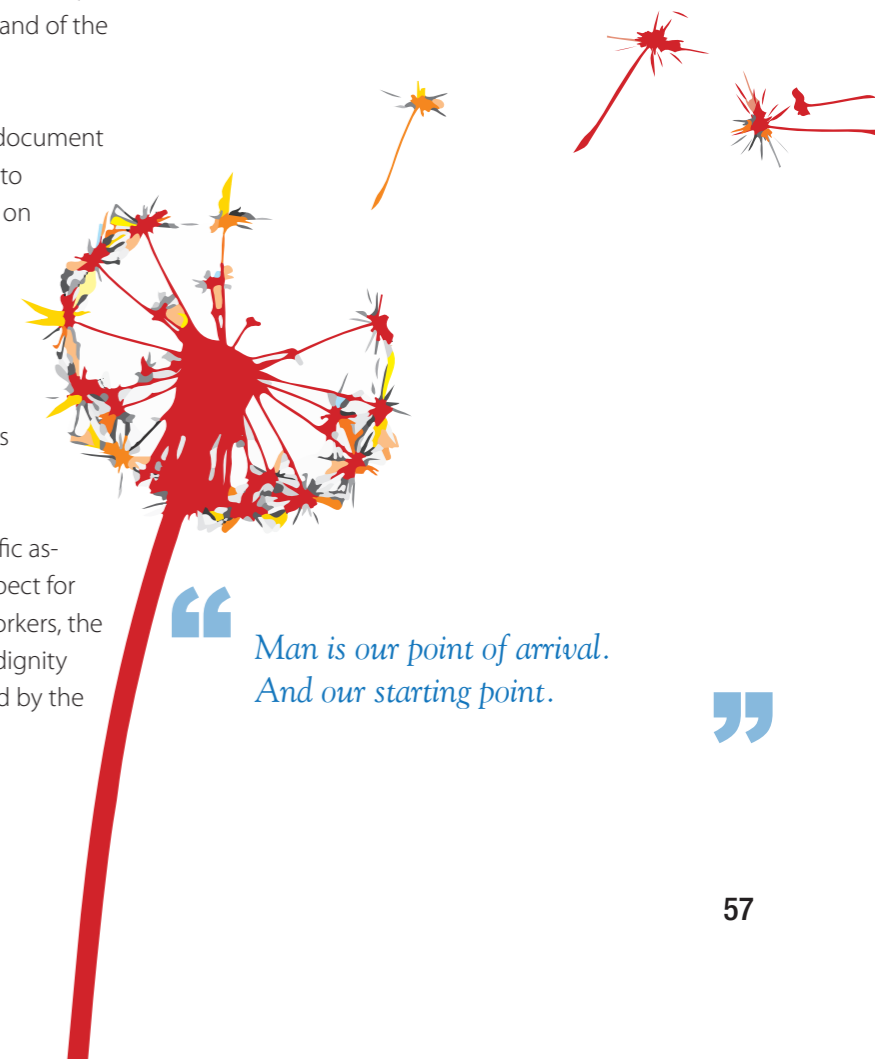 and of the
document
to
on
s
fic as-
pect for
orkers, the
dignity
d by the
“
Man is our point of arrival.
And our starting point.
”
57